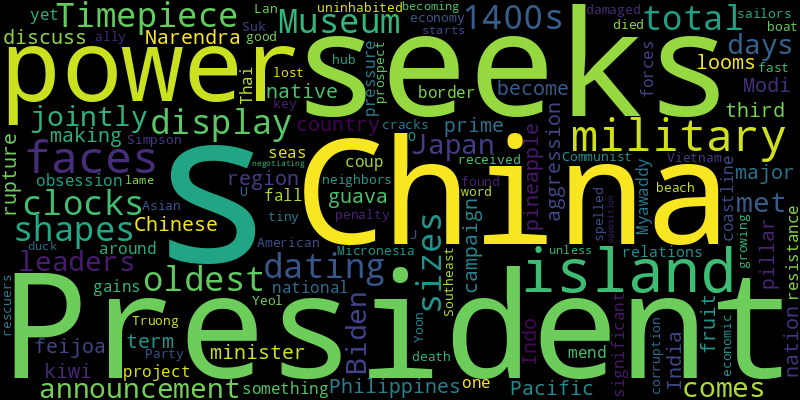 uninhabited becoming
yet Timepiece Lan Museum 1400s total damaged sailors
discuss Narendra Suk economy starts died boat
ally good days
power seeks hub pressure prospect forces looms fast
Thai lost native border become Modi
jointly display key country third
making Simpson cracks prime military
rupture faces S China O Japan received aggression
seas coup negotiating Communist Vietnam major
obsession lame region neighbors pineapple Myawaddy coastline
Asian fall guava word found spelled beach met
clocks Chinese U tiny penalty opposition
shapes duck around American Micronesia J sizes campaign unless relations growing resistance
leaders dating southeast island pillar
rescuers President gains oldest national
Yeol Biden Yoon Indo significant fruit economic nation
feijoa Truong term Party minister death mend corruption India
kiwi project
announcement something Philippines one Pacific comes